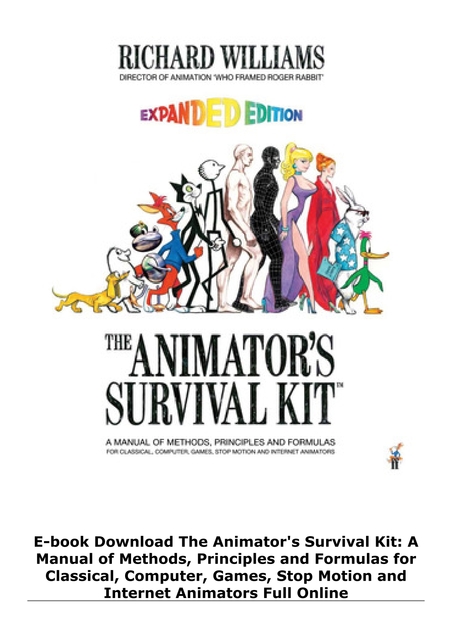 RICHARD WILLIAMS
DIRECTOR OF ANIMATION 'WHO FRAMED ROGER RABBIT'
EXPANDED EDITION
THE ANIMATOR'S
SURVIVAL KIT™
A MANUAL OF METHODS, PRINCIPLES AND FORMULAS
FOR CLASSICAL, COMPUTER, GAMES, STOP MOTION AND INTERNET ANIMATORS
E-book Download The Animator's Survival Kit: A
Manual of Methods, Principles and Formulas for
Classical, Computer, Games, Stop Motion and
Internet Animators Full Online